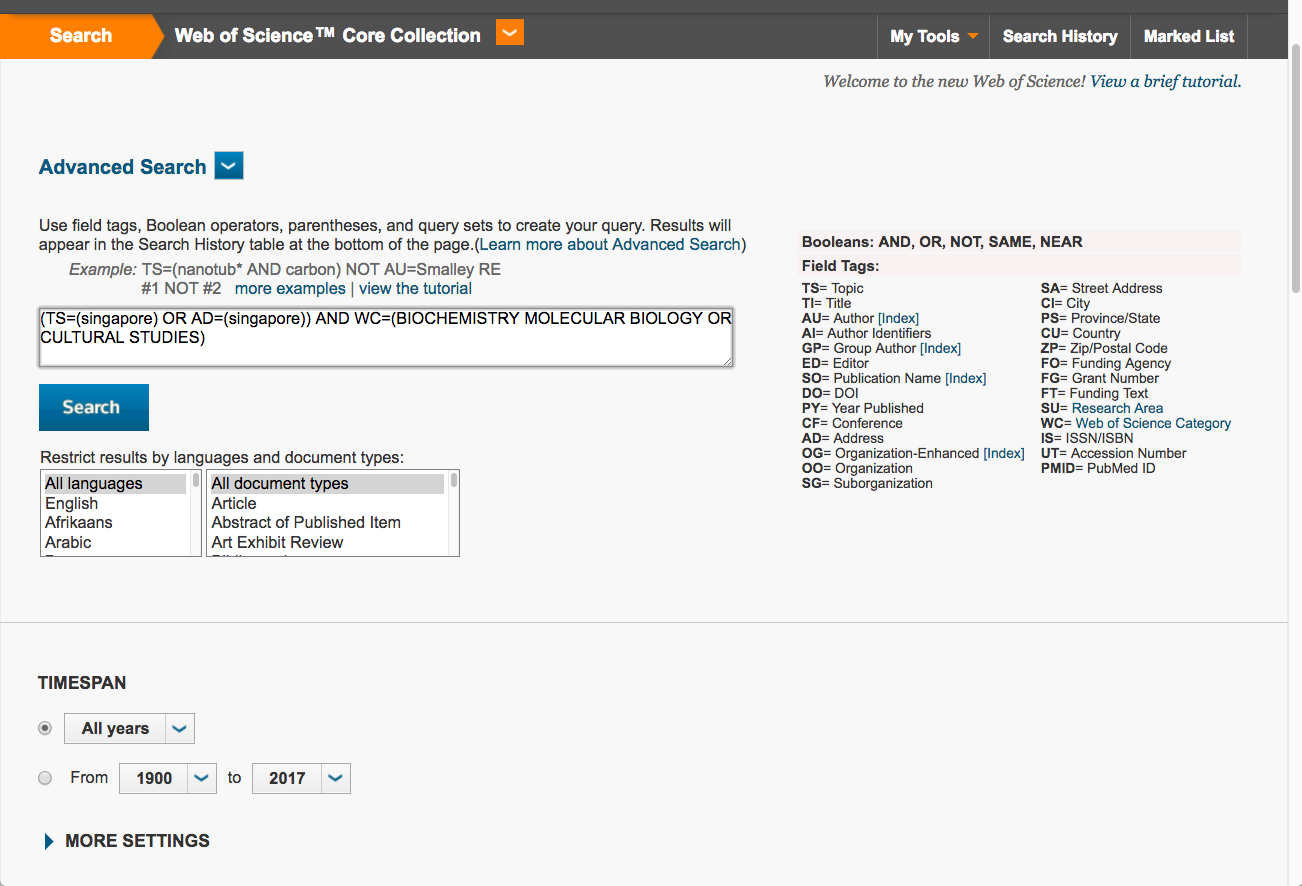 Search
Web of Science™ Core Collection
My Tools
Search History
Marked List
Welcome to the new Web of Science! View a brief tutorial.
Advanced Search
Use field tags, Boolean operators, parentheses, and query sets to create your query. Results will
appear in the Search History table at the bottom of the page.(Learn more about Advanced Search)
Example: TS=(nanotub* AND carbon) NOT AU=Smalley RE
#1 NOT #2 more examples | view the tutorial
(TS=(singapore) OR AD=(singapore)) AND WC=(BIOCHEMISTRY MOLECULAR BIOLOGY OR
CULTURAL STUDIES)
Search
Restrict results by languages and document types:
All languages
English
Afrikaans
Arabic
All document types
Article
Abstract of Published Item
Art Exhibit Review
Booleans: AND, OR, NOT, SAME, NEAR
Field Tags:
TS= Topic
TI= Title
AU= Author [Index]
AI= Author Identifiers
GP= Group Author [Index]
ED= Editor
SO= Publication Name [Index]
DO= DOI
PY= Year Published
CF= Conference
AD= Address
OG= Organization-Enhanced [Index]
OO= Organization
SG= Suborganization
SA= Street Address
CI= City
PS= Province/State
CU= Country
ZP= Zip/Postal Code
FO= Funding Agency
FG= Grant Number
FT= Funding Text
SU= Research Area
WC= Web of Science Category
IS= ISSN/ISBN
UT= Accession Number
PMID= PubMed ID
TIMESPAN
All years
From 1900 to 2017
MORE SETTINGS